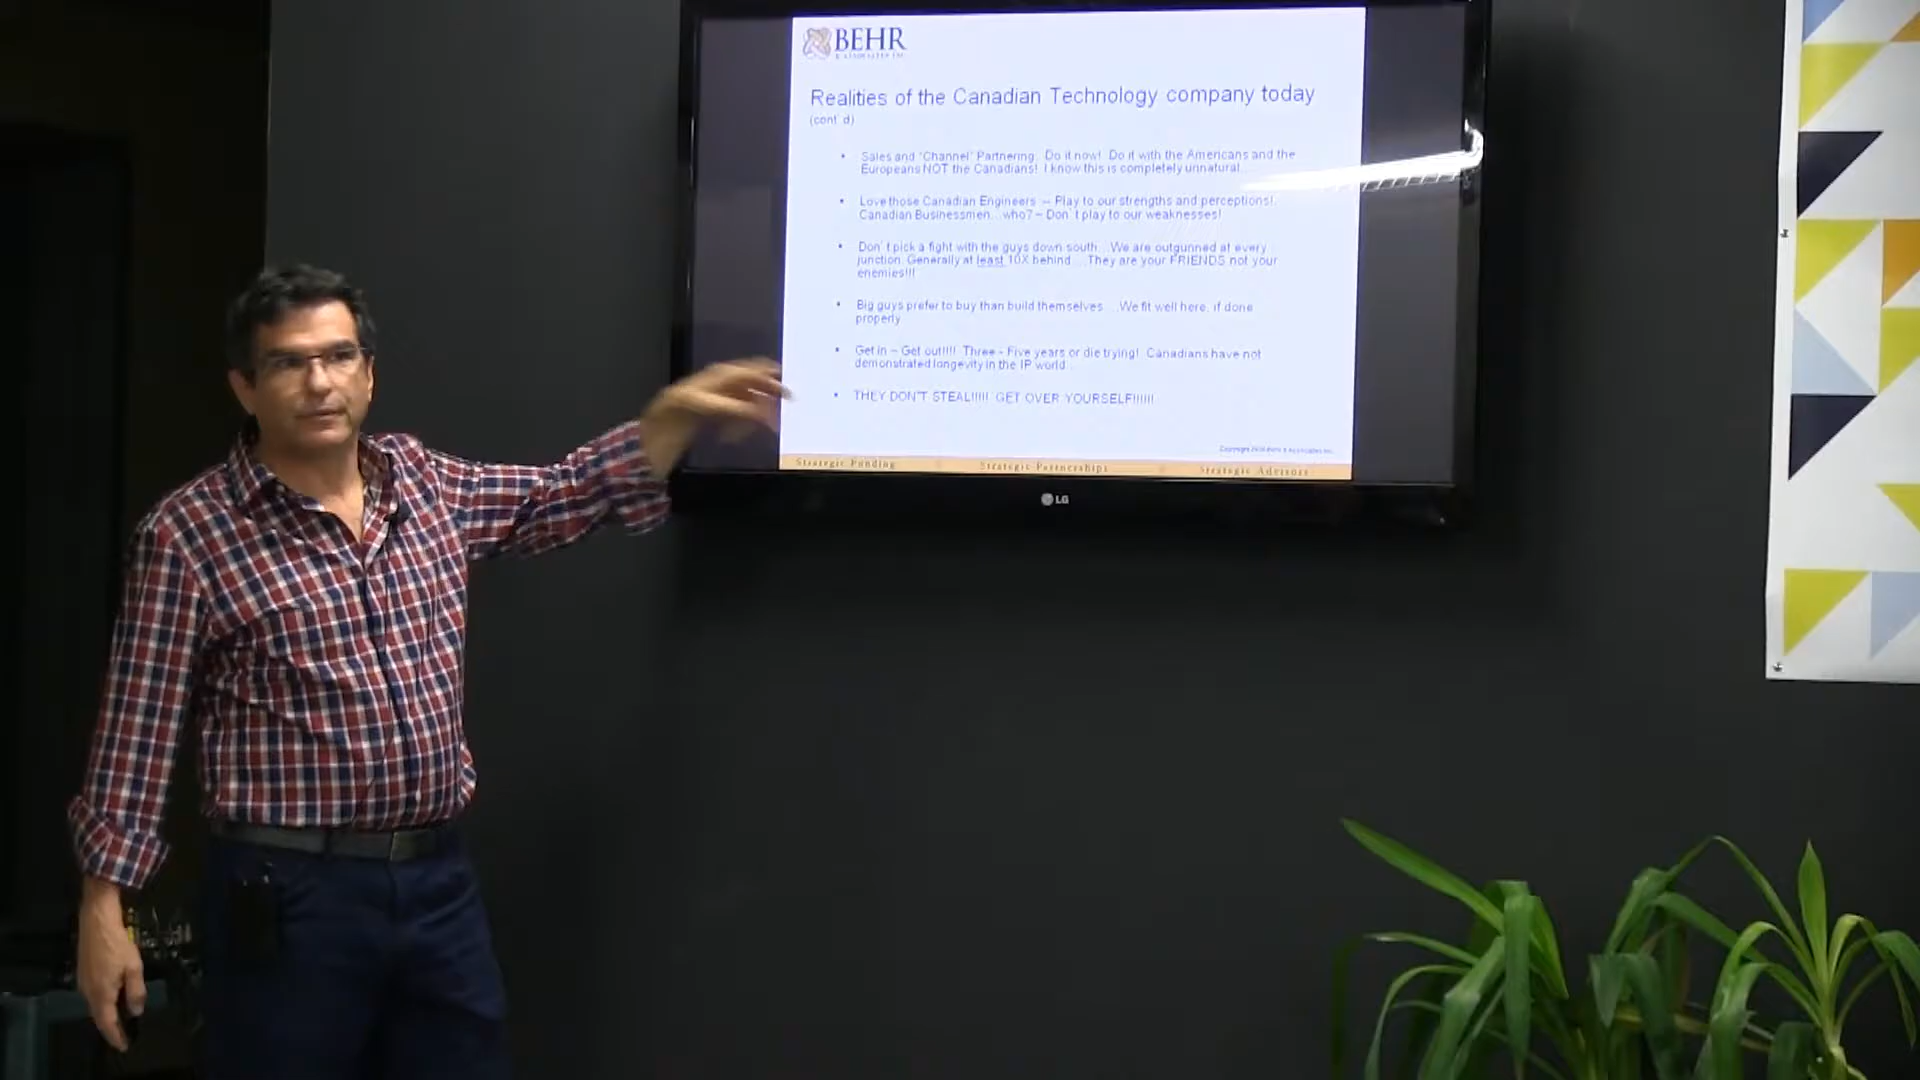 BEHR
& ASSOCIATES INC.
Realities of the Canadian Technology company today
(cont'd)
• Sales and "Channel" Partnering. Do it now! Do it with the Americans and the
Europeans NOT the Canadians! I know this is completely unnatural...
• Love those Canadian Engineers – Play to our strengths and perceptions!
Canadian Businessmen...who? – Don't play to our weaknesses!
• Don't pick a fight with the guys down south...We are outgunned at every
junction. Generally at least 10X behind....They are your FRIENDS not your
enemies!!!
• Big guys prefer to buy than build themselves....We fit well here, if done
properly
• Get in – Get out!!!! Three - Five years or die trying! Canadians have not
demonstrated longevity in the IP world...
• THEY DON'T STEAL!!!!! GET OVER YOURSELF!!!!!!
Copyright Behr & Associates Inc.
Strategic Funding Strategic Partnerships Strategic Advisors
LG